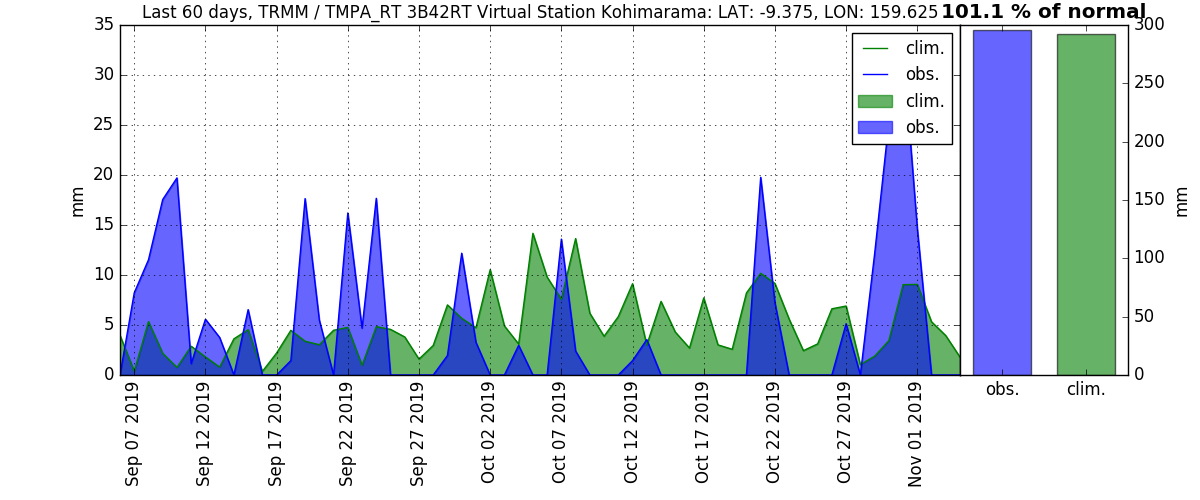 Last 60 days, TRMM / TMPA_RT 3B42RT Virtual Station Kohimarama: LAT: -9.375, LON: 159.625
101.1 % of normal
35
30
25
20
15
10
5
0
mm
clim.
obs.
clim.
obs.
Sep 07 2019
Sep 12 2019
Sep 17 2019
Sep 22 2019
Sep 27 2019
Oct 02 2019
Oct 07 2019
Oct 12 2019
Oct 17 2019
Oct 22 2019
Oct 27 2019
Nov 01 2019
300
250
200
150
100
50
0
mm
obs.
clim.